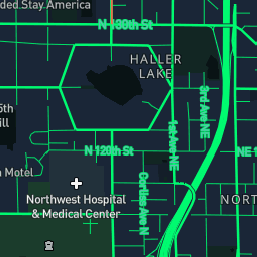 ded Stay America
N 130th St
HALLER
LAKE
3rd Ave NE
5th
ill
1st Ave NE
N 120th St
NE 1
n Motel
Corliss Ave N
Northwest Hospital
& Medical Center
NORT